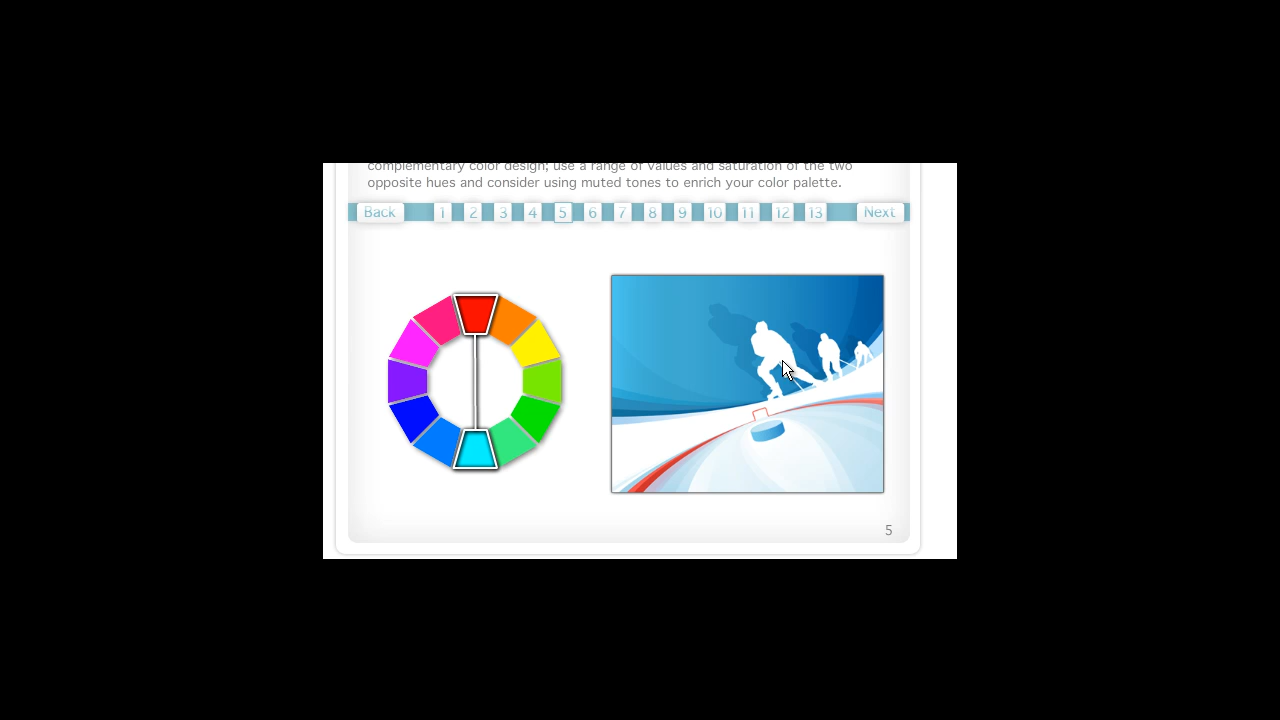 complementary color design; use a range of values and saturation of the two
opposite hues and consider using muted tones to enrich your color palette.
Back 1 2 3 4 5 6 7 8 9 10 11 12 13 Next
5